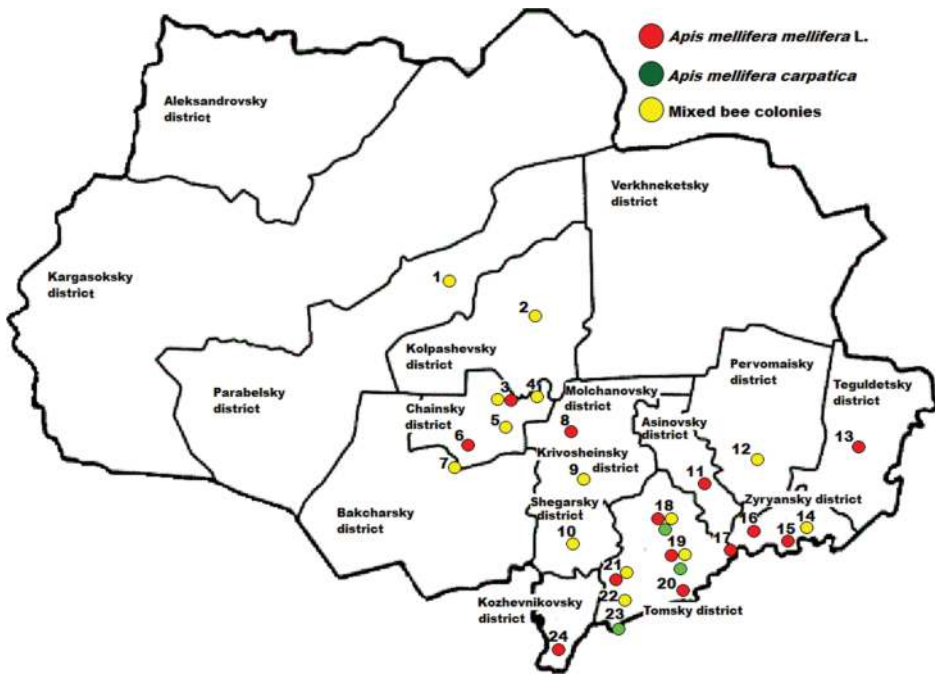 Apis mellifera mellifera L.
Apis mellifera carpatica
Mixed bee colonies
Aleksandrovsky
district
Verkhneketsky
district
Kargasoksky
district
1
2
Kolpashevsky
district
Pervomaisky
district
Teguldetsky
district
Parabelsky
district
Chainsky
district
3
4
5
6
7
Molchanovsky
district
8
Asinovsky
district
Krivosheinsky
district
9
11
12
13
Bakcharsky
district
Shegarsky
district
10
Zyryansky district
14
15
16
17
18
19
20
21
22
23
Tomsky district
Kozhevnikovsky
district
24